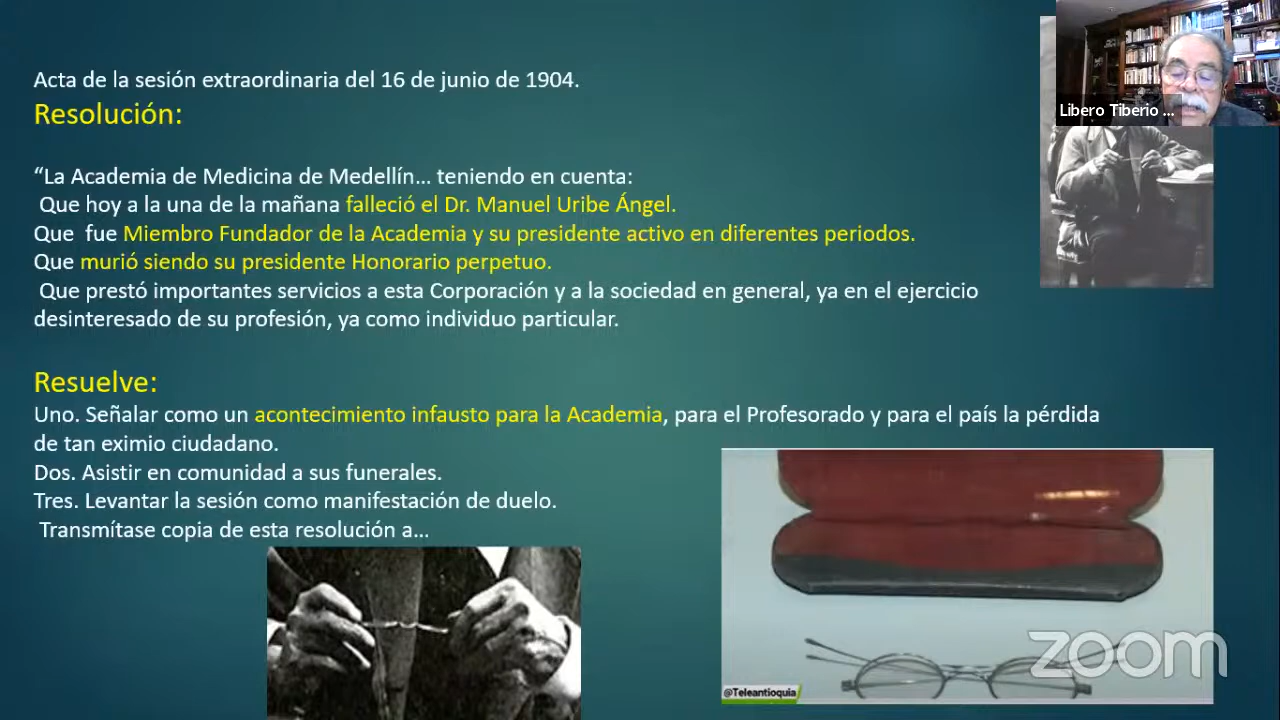 Acta de la sesión extraordinaria del 16 de junio de 1904.
Resolución:
“La Academia de Medicina de Medellín... teniendo en cuenta:
Que hoy a la una de la mañana falleció el Dr. Manuel Uribe Ángel.
Que fue Miembro Fundador de la Academia y su presidente activo en diferentes periodos.
Que murió siendo su presidente Honorario perpetuo.
Que prestó importantes servicios a esta Corporación y a la sociedad en general, ya en el ejercicio
desinteresado de su profesión, ya como individuo particular.
Resuelve:
Uno. Señalar como un acontecimiento infausto para la Academia, para el Profesorado y para el país la pérdida
de tan eximio ciudadano.
Dos. Asistir en comunidad a sus funerales.
Tres. Levantar la sesión como manifestación de duelo.
Transmítase copia de esta resolución a...
Libero Tiberio ...
@Teleantioquia
zoom